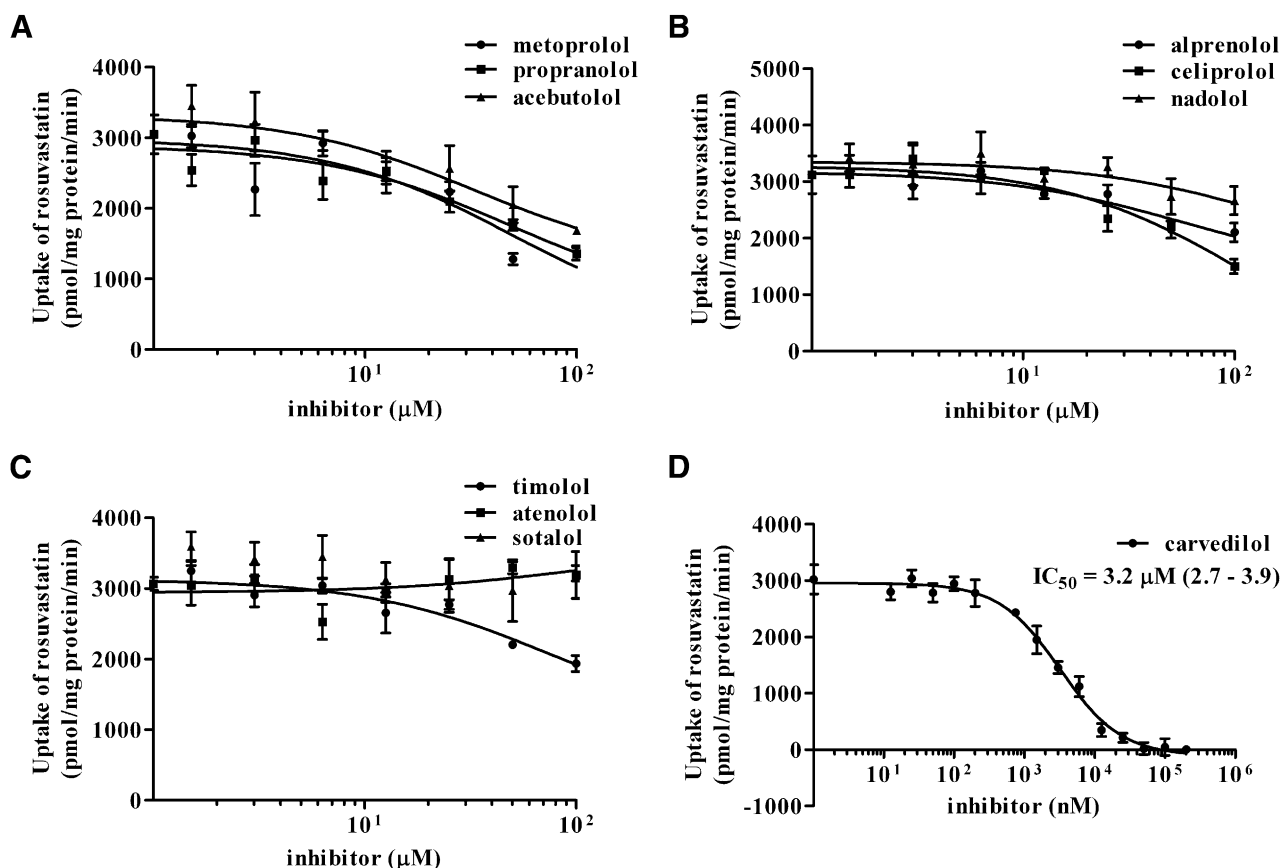 A
metoprolol
propranolol
acebutolol
4000
3000
2000
1000
0
Uptake of rosuvastatin
(pmol/mg protein/min)
10¹
10²
inhibitor (μM)
B
alprenolol
celiprolol
nadolol
5000
4000
3000
2000
1000
0
Uptake of rosuvastatin
(pmol/mg protein/min)
10¹
10²
inhibitor (μM)
C
timolol
atenolol
sotalol
4000
3000
2000
1000
0
Uptake of rosuvastatin
(pmol/mg protein/min)
10¹
10²
inhibitor (μM)
D
carvedilol
IC₅₀ = 3.2 μM (2.7 - 3.9)
4000
3000
2000
1000
0
-1000
Uptake of rosuvastatin
(pmol/mg protein/min)
10¹
10²
10³
10⁴
10⁵
10⁶
inhibitor (nM)